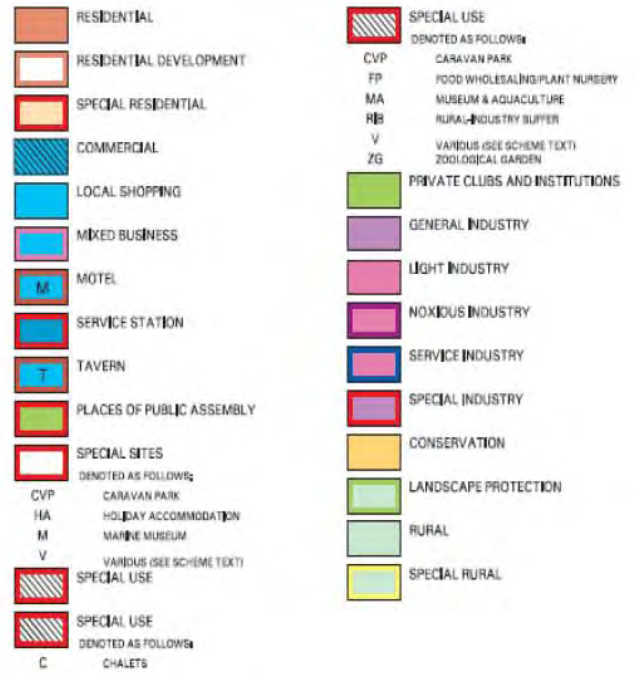 RESIDENTIAL
RESIDENTIAL DEVELOPMENT
SPECIAL RESIDENTIAL
COMMERCIAL
LOCAL SHOPPING
MIXED BUSINESS
M MOTEL
SERVICE STATION
T TAVERN
PLACES OF PUBLIC ASSEMBLY
SPECIAL SITES
DENOTED AS FOLLOWS:
CVP CARAVAN PARK
HA HOLIDAY ACCOMMODATION
M MARINE MUSEUM
V VARIOUS (SEE SCHEME TEXT)
SPECIAL USE
SPECIAL USE
DENOTED AS FOLLOWS:
C CHALETS
SPECIAL USE
DENOTED AS FOLLOWS:
CVP CARAVAN PARK
FP FOOD WHOLESALING/PLANT NURSERY
MA MUSEUM & AQUACULTURE
RIB RURAL-INDUSTRY BUFFER
V VARIOUS (SEE SCHEME TEXT)
ZG ZOOLOGICAL GARDEN
PRIVATE CLUBS AND INSTITUTIONS
GENERAL INDUSTRY
LIGHT INDUSTRY
NOXIOUS INDUSTRY
SERVICE INDUSTRY
SPECIAL INDUSTRY
CONSERVATION
LANDSCAPE PROTECTION
RURAL
SPECIAL RURAL